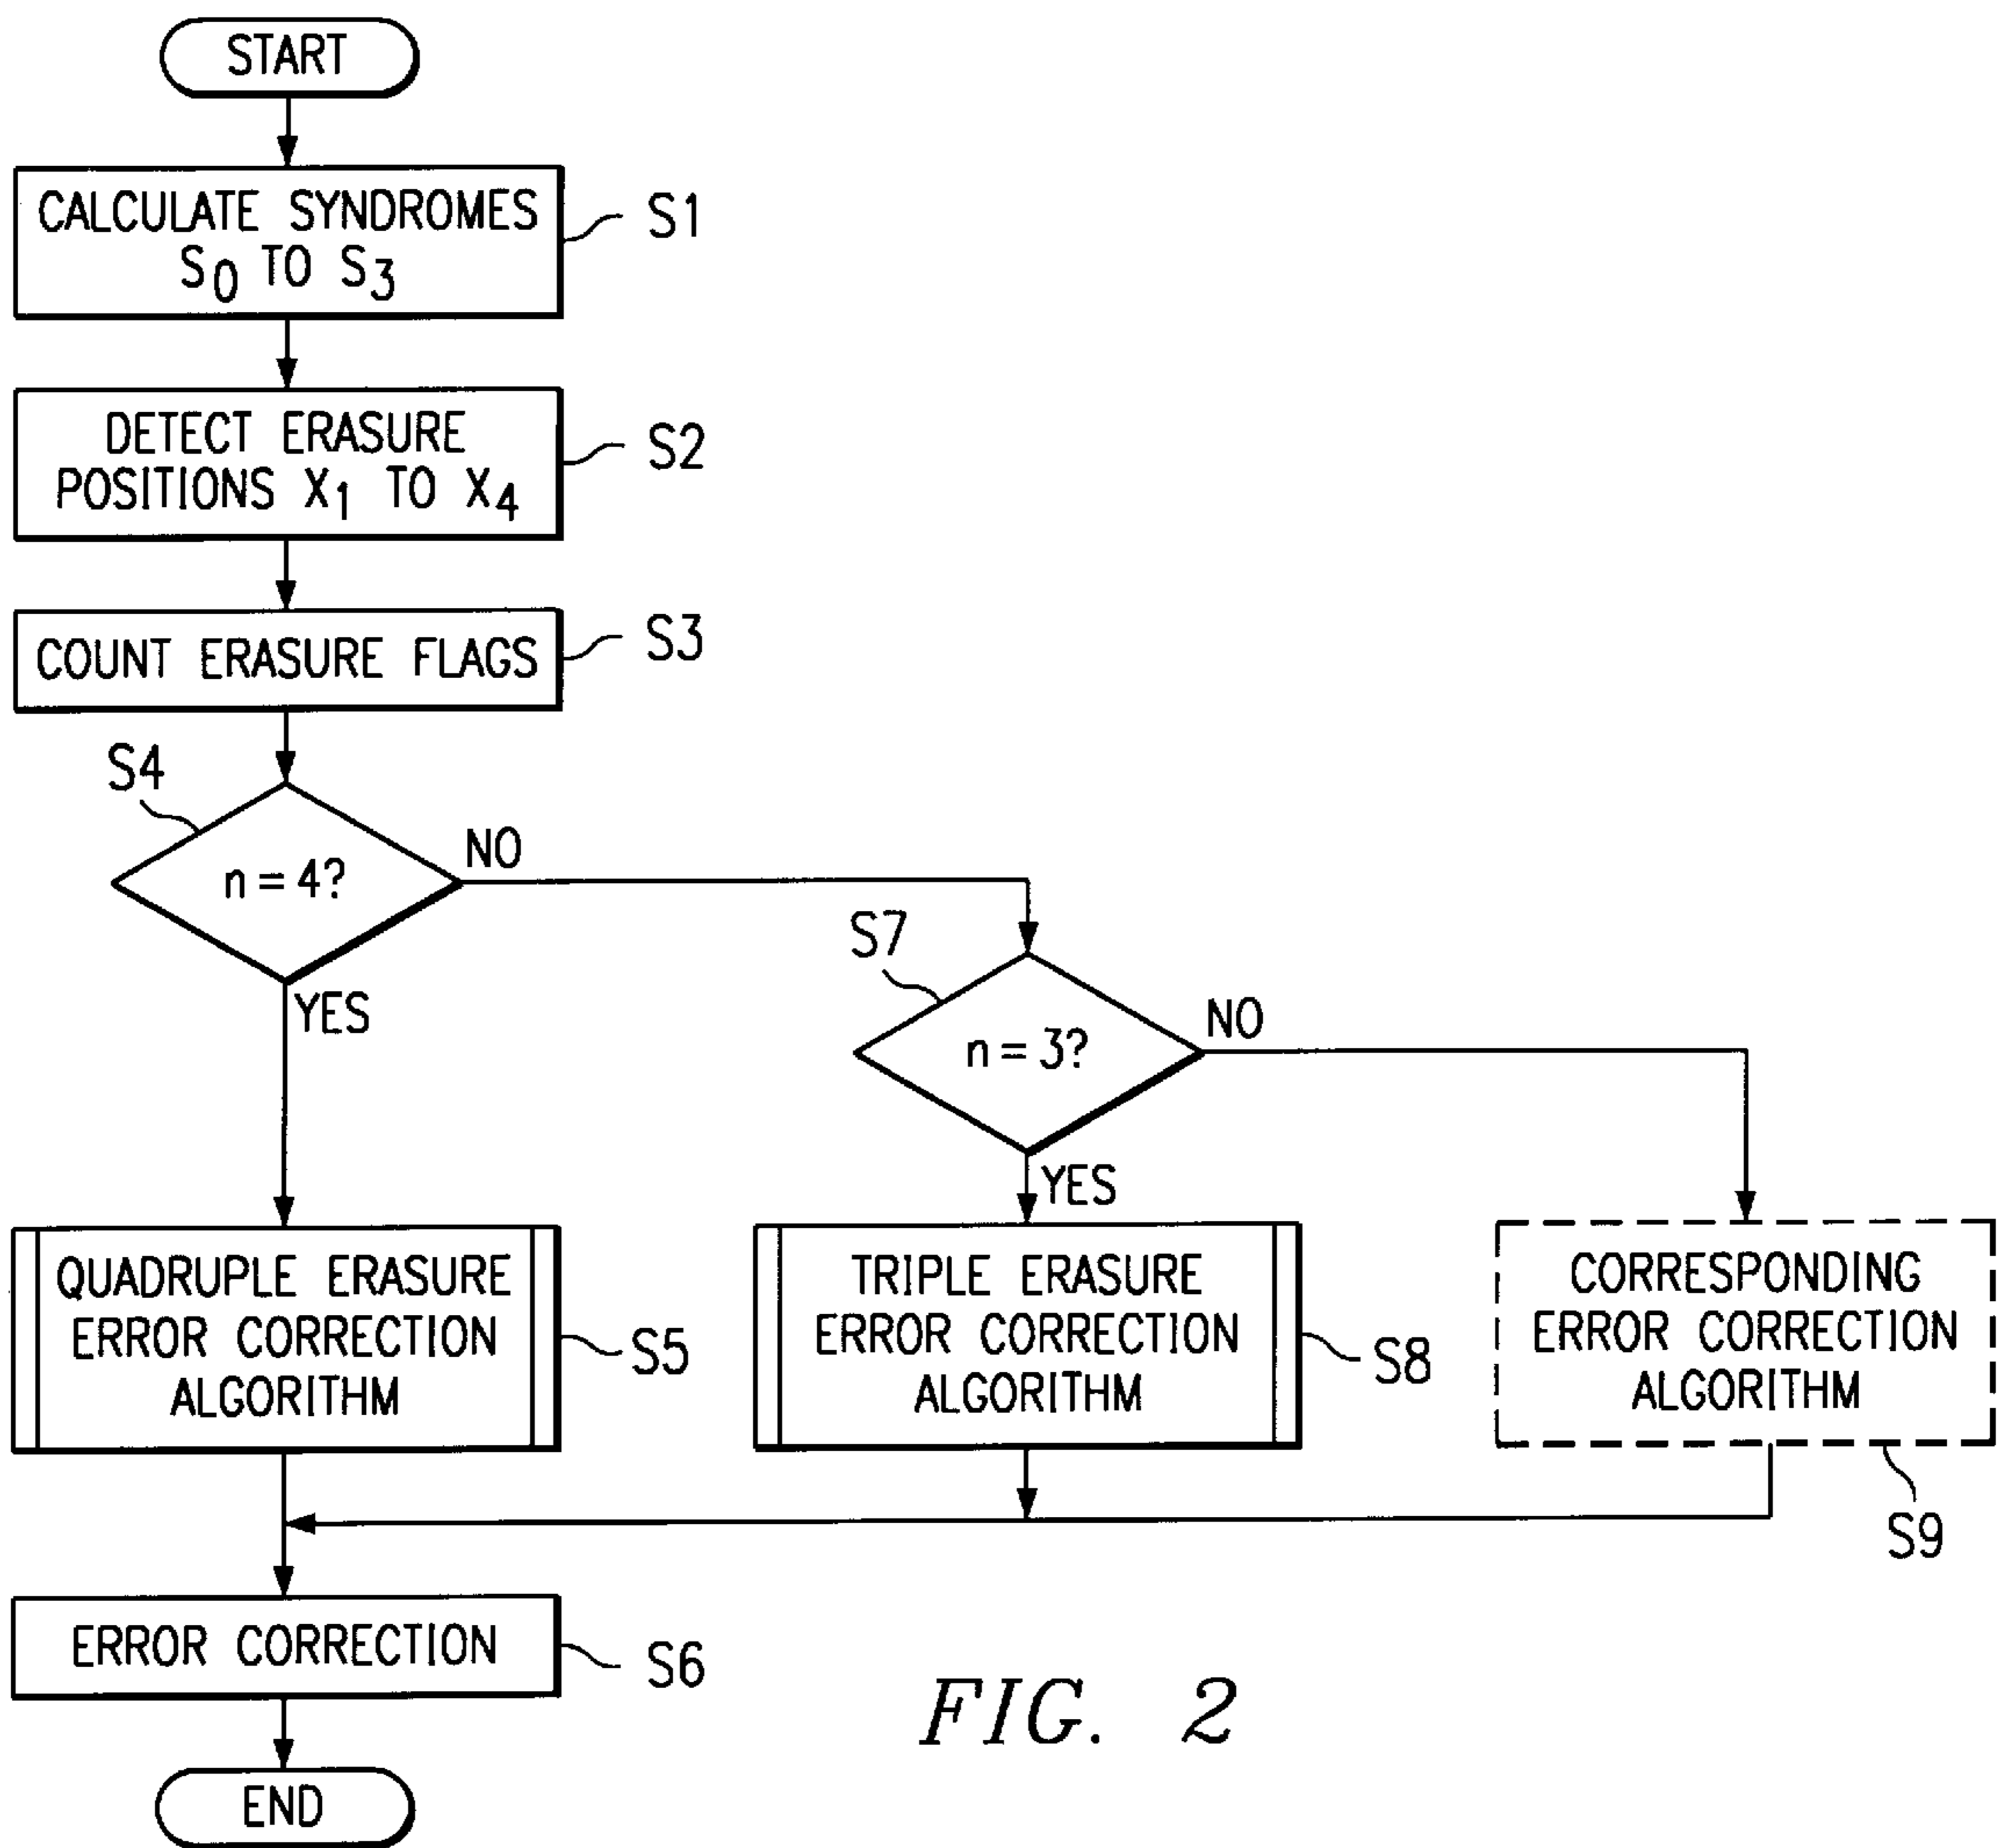 START
CALCULATE SYNDROMES
S0 TO S3
S1
DETECT ERASURE
POSITIONS X1 TO X4
S2
COUNT ERASURE FLAGS
S3
S4
n = 4?
NO
YES
S7
n = 3?
NO
YES
QUADRUPLE ERASURE
ERROR CORRECTION
ALGORITHM
S5
TRIPLE ERASURE
ERROR CORRECTION
ALGORITHM
S8
CORRESPONDING
ERROR CORRECTION
ALGORITHM
S9
ERROR CORRECTION
S6
END
FIG. 2